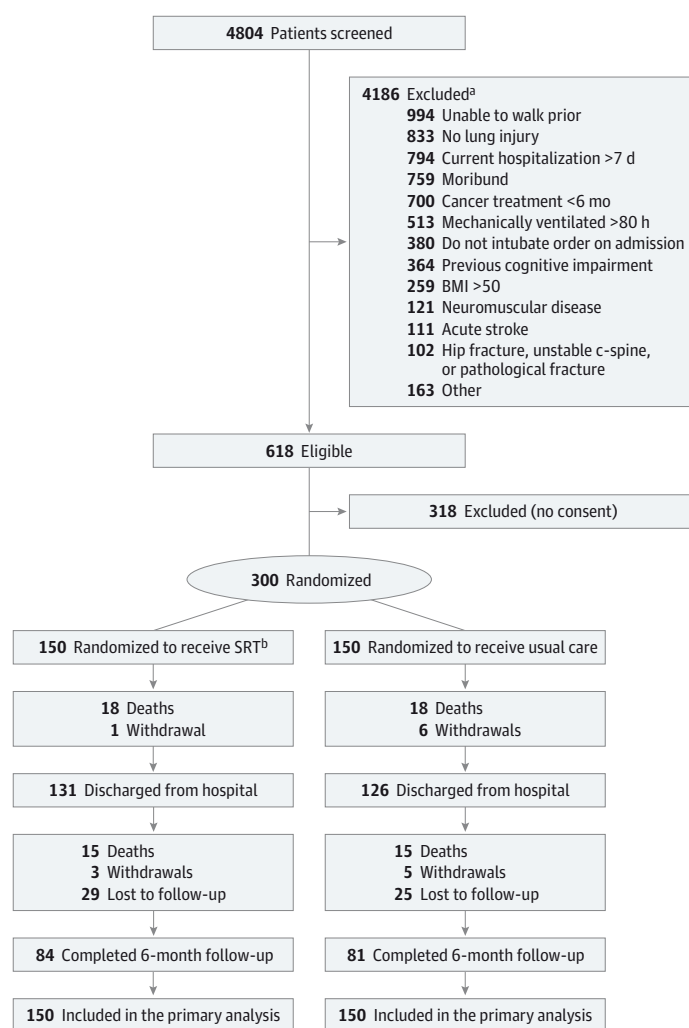 4804 Patients screened
4186 Excludedᵃ
994 Unable to walk prior
833 No lung injury
794 Current hospitalization >7 d
759 Moribund
700 Cancer treatment <6 mo
513 Mechanically ventilated >80 h
380 Do not intubate order on admission
364 Previous cognitive impairment
259 BMI >50
121 Neuromuscular disease
111 Acute stroke
102 Hip fracture, unstable c-spine,
or pathological fracture
163 Other
618 Eligible
318 Excluded (no consent)
300 Randomized
150 Randomized to receive SRTᵇ
150 Randomized to receive usual care
18 Deaths
1 Withdrawal
18 Deaths
6 Withdrawals
131 Discharged from hospital
126 Discharged from hospital
15 Deaths
3 Withdrawals
29 Lost to follow-up
15 Deaths
5 Withdrawals
25 Lost to follow-up
84 Completed 6-month follow-up
81 Completed 6-month follow-up
150 Included in the primary analysis
150 Included in the primary analysis